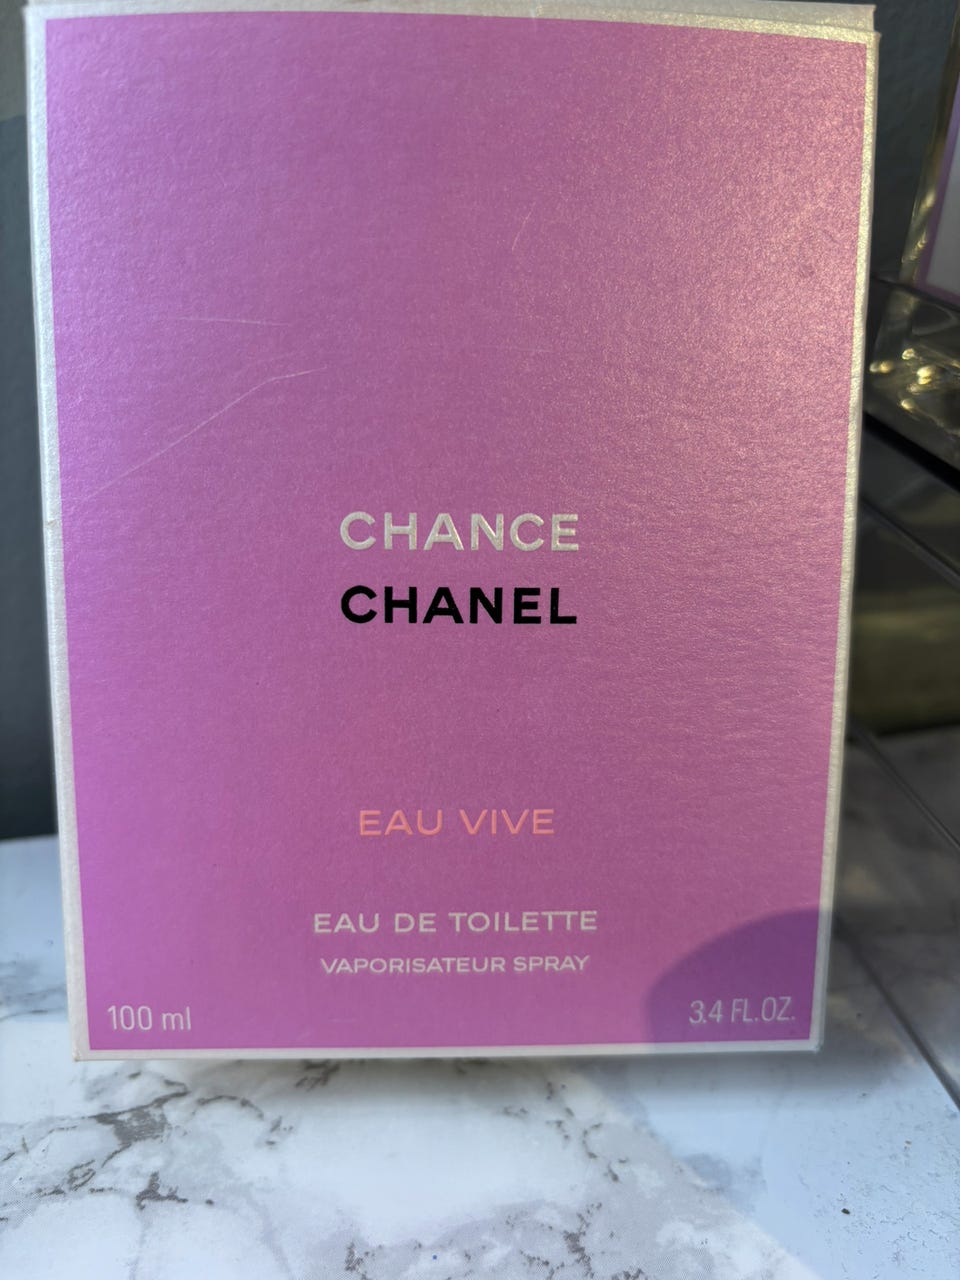 CHANCE
CHANEL
EAU VIVE
EAU DE TOILETTE
VAPORISATEUR SPRAY
100 ml
3.4 FL.OZ.